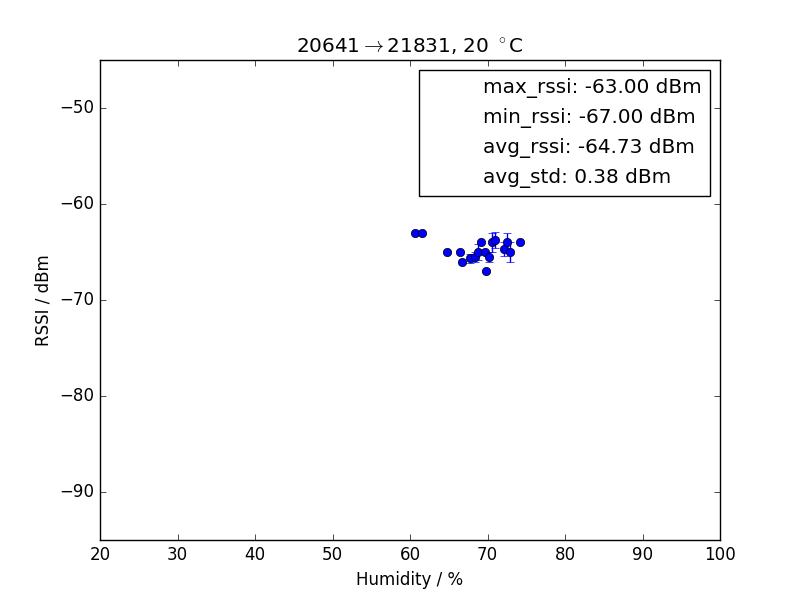 20641→21831, 20 °C
max_rssi: -63.00 dBm
min_rssi: -67.00 dBm
avg_rssi: -64.73 dBm
avg_std: 0.38 dBm
−50
−60
−70
−80
−90
RSSI / dBm
20 30 40 50 60 70 80 90 100
Humidity / %